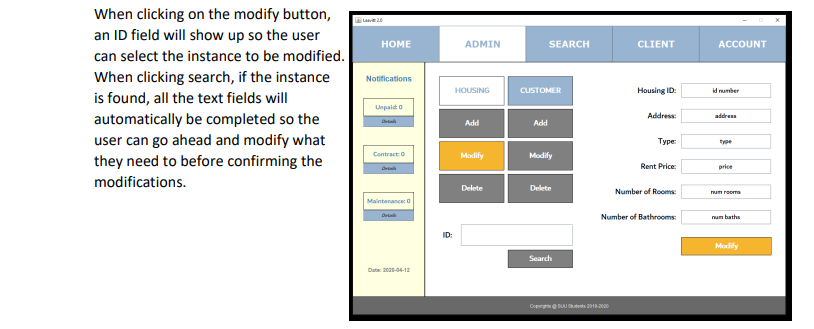 When clicking on the modify button,
an ID field will show up so the user
can select the instance to be modified.
When clicking search, if the instance
is found, all the text fields will
automatically be completed so the
user can go ahead and modify what
they need to before confirming the
modifications.
Leavitt 2.0
HOME ADMIN SEARCH CLIENT ACCOUNT
Notifications
Unpaid: 0
Details
Contract: 0
Details
Maintenance: 0
Details
Date: 2020-04-12
HOUSING CUSTOMER
Add Add
Modify Modify
Delete Delete
ID:
Search
Housing ID: id number
Address: address
Type: type
Rent Price: price
Number of Rooms: num rooms
Number of Bathrooms: num baths
Modify
Copyrights @ SUU Students 2019-2020